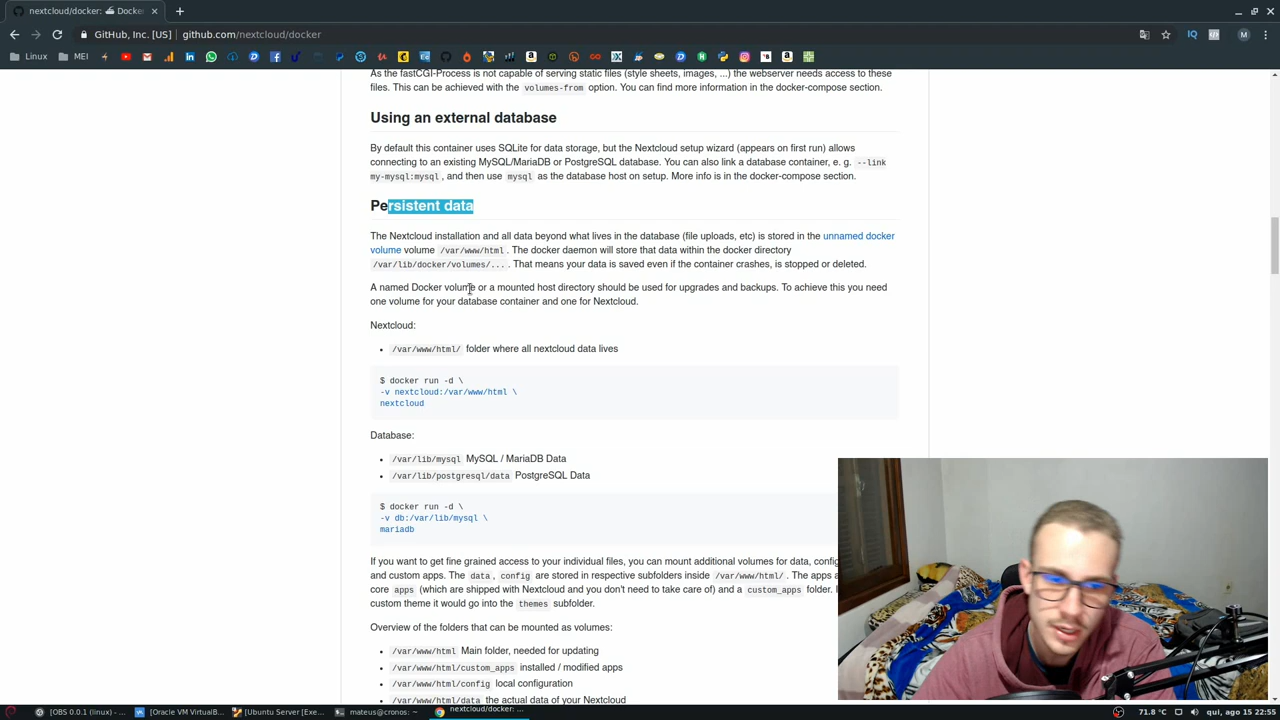 nextcloud/docker: ⛴ Docker
GitHub, Inc. [US] | github.com/nextcloud/docker
Linux MEI
As the fastCGI-Process is not capable of serving static files (style sheets, images, ...) the webserver needs access to these
files. This can be achieved with the volumes-from option. You can find more information in the docker-compose section.
Using an external database
By default this container uses SQLite for data storage, but the Nextcloud setup wizard (appears on first run) allows
connecting to an existing MySQL/MariaDB or PostgreSQL database. You can also link a database container, e. g. --link
my-mysql:mysql, and then use mysql as the database host on setup. More info is in the docker-compose section.
Persistent data
The Nextcloud installation and all data beyond what lives in the database (file uploads, etc) is stored in the unnamed docker
volume volume /var/www/html. The docker daemon will store that data within the docker directory
/var/lib/docker/volumes/.... That means your data is saved even if the container crashes, is stopped or deleted.
A named Docker volume or a mounted host directory should be used for upgrades and backups. To achieve this you need
one volume for your database container and one for Nextcloud.
Nextcloud:
• /var/www/html/ folder where all nextcloud data lives
$ docker run -d \
-v nextcloud:/var/www/html \
nextcloud
Database:
• /var/lib/mysql MySQL / MariaDB Data
• /var/lib/postgresql/data PostgreSQL Data
$ docker run -d \
-v db:/var/lib/mysql \
mariadb
If you want to get fine grained access to your individual files, you can mount additional volumes for data, config
and custom apps. The data, config are stored in respective subfolders inside /var/www/html/. The apps a
core apps (which are shipped with Nextcloud and you don't need to take care of) and a custom_apps folder. I
custom theme it would go into the themes subfolder.
Overview of the folders that can be mounted as volumes:
• /var/www/html Main folder, needed for updating
• /var/www/html/custom_apps installed / modified apps
• /var/www/html/config local configuration
• /var/www/html/data the actual data of your Nextcloud
[OBS 0.0.1 (linux) - ... [Oracle VM VirtualB... [Ubuntu Server [Exe... mateus@cronos: ~ nextcloud/docker: ... 71.8 °C qui, ago 15 22:55